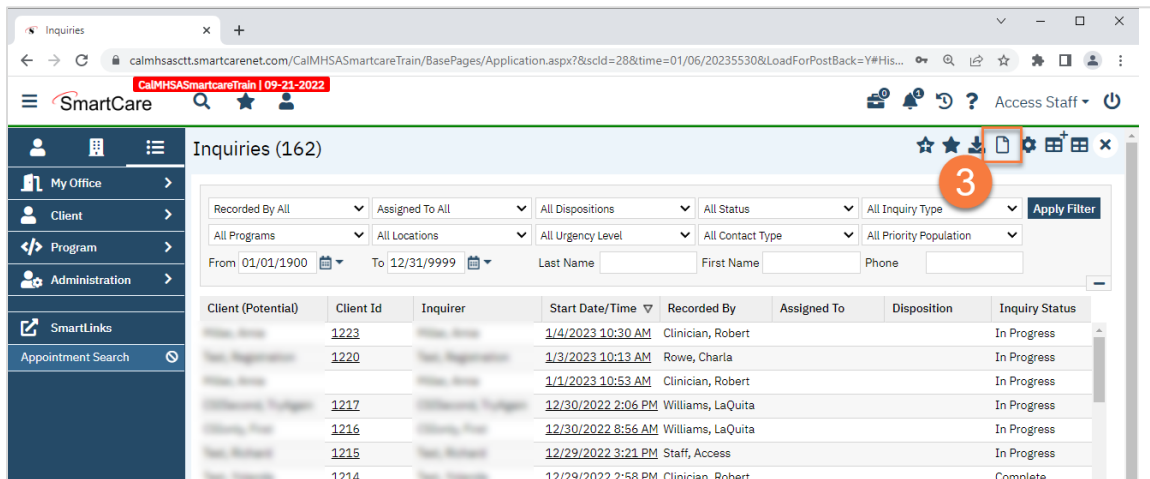 Inquiries
calmhsasctt.smartcarenet.com/CalMHSASmartcareTrain/BasePages/Application.aspx?&scId=28&time=01/06/20235530&LoadForPostBack=Y#His...
CalMHSASmartcareTrain | 09-21-2022
SmartCare
0
1
Access Staff
Inquiries (162)
3
My Office
Client
Program
Administration
SmartLinks
Appointment Search
Recorded By All Assigned To All All Dispositions All Status All Inquiry Type Apply Filter
All Programs All Locations All Urgency Level All Contact Type All Priority Population
From 01/01/1900 To 12/31/9999 Last Name First Name Phone
Client (Potential) Client Id Inquirer Start Date/Time Recorded By Assigned To Disposition Inquiry Status
1223 1/4/2023 10:30 AM Clinician, Robert In Progress
1220 1/3/2023 10:13 AM Rowe, Charla In Progress
1/1/2023 10:53 AM Clinician, Robert In Progress
1217 12/30/2022 2:06 PM Williams, LaQuita In Progress
1216 12/30/2022 8:56 AM Williams, LaQuita In Progress
1215 12/29/2022 3:21 PM Staff, Access In Progress
1214 12/29/2022 2:58 PM Clinician, Robert Complete